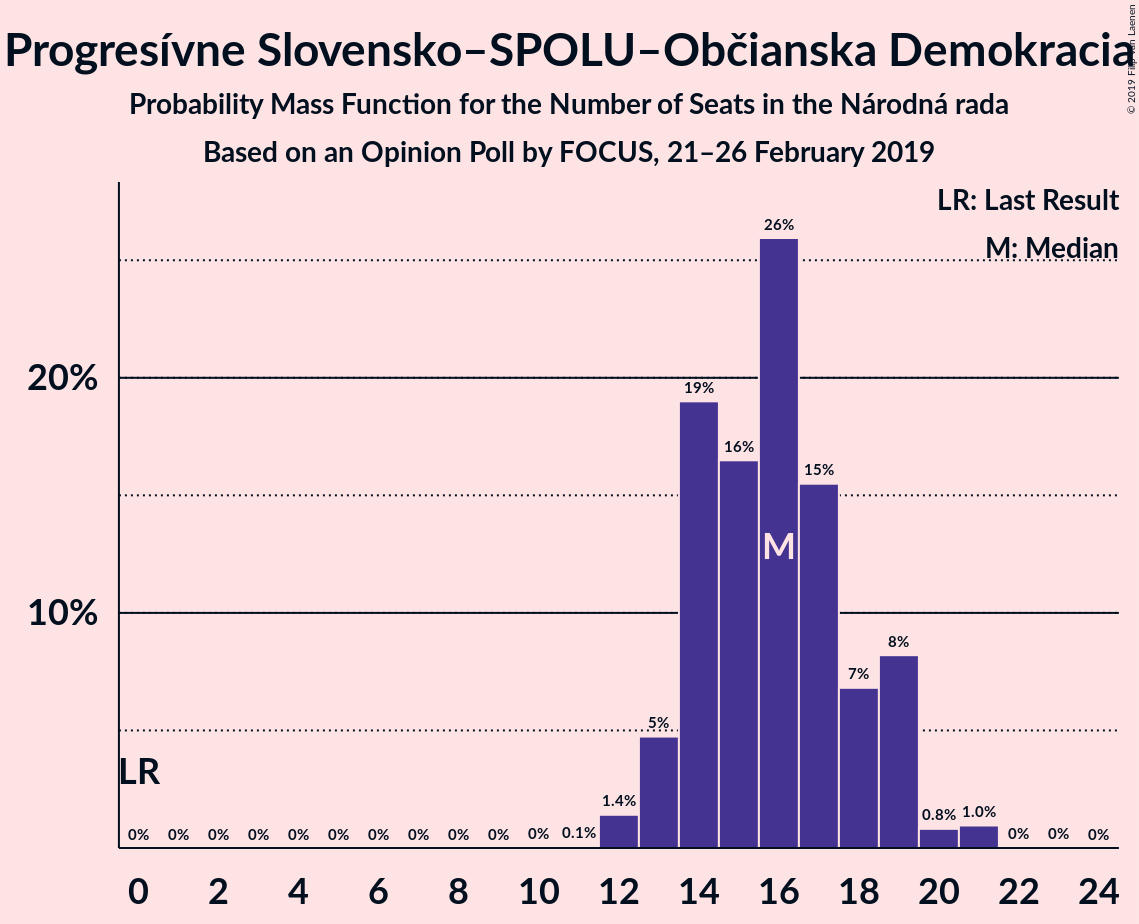 Progresívne Slovensko–SPOLU–Občianska Demokracia
Probability Mass Function for the Number of Seats in the Národná rada
Based on an Opinion Poll by FOCUS, 21–26 February 2019
© 2019 Filip van Laenen
LR: Last Result
M: Median
26%
20%
19%
16%
15%
M
10%
8%
7%
5%
LR
1.4%
0.8% 1.0%
0% 0% 0% 0% 0% 0% 0% 0% 0% 0% 0% 0.1% 0% 0% 0%
0 2 4 6 8 10 12 14 16 18 20 22 24